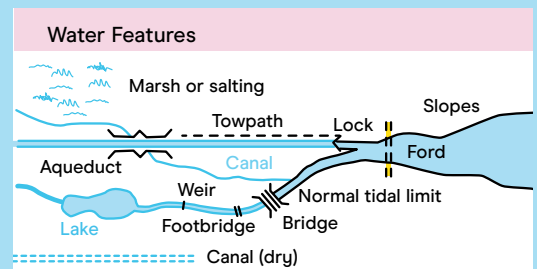 Water Features
Marsh or salting
Slopes
Towpath
Lock
Aqueduct
Canal
Ford
Weir
Normal tidal limit
Lake
Footbridge
Bridge
Canal (dry)